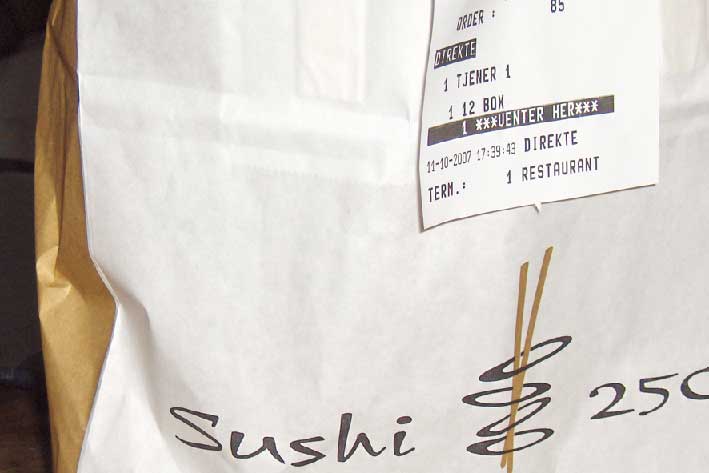 ORDER : 85
DIREKTE
1 TJENER 1
1 12 BOX
1 ***VENTER HER***
11-10-2007 17:39:43 DIREKTE
TERM.: 1 RESTAURANT
Sushi 250